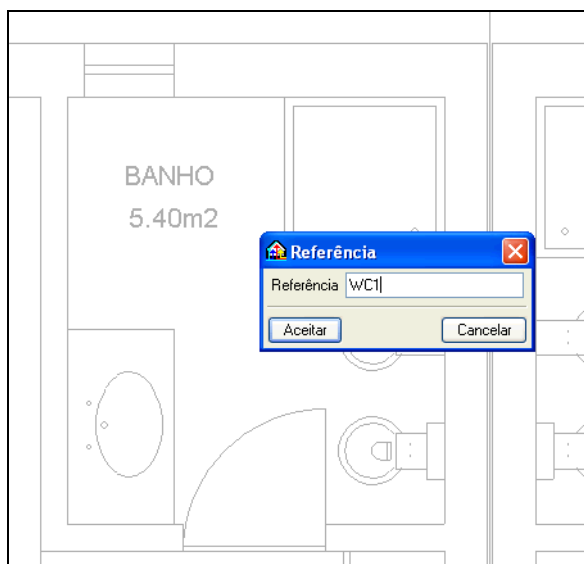 BANHO
5.40m2
Referência
Referência WC1
Aceitar Cancelar